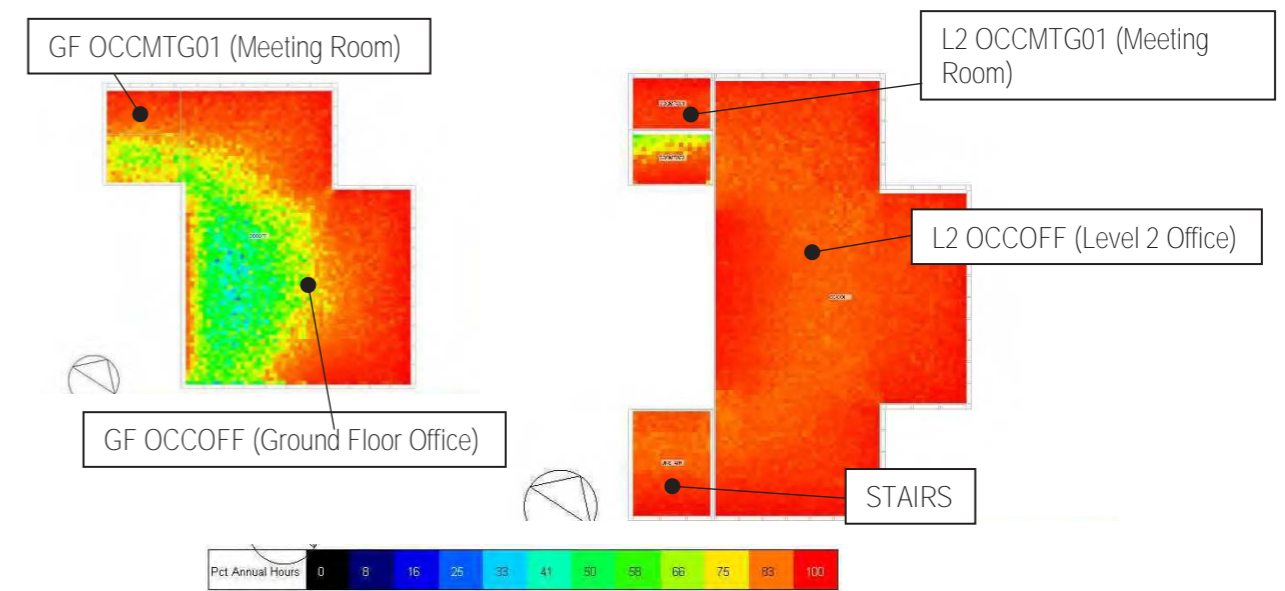 GF OCCMTG01 (Meeting Room)
L2 OCCMTG01 (Meeting
Room)
L2 OCCOFF (Level 2 Office)
GF OCCOFF (Ground Floor Office)
STAIRS
Pct Annual Hours 0 8 16 25 33 41 50 58 66 75 83 100